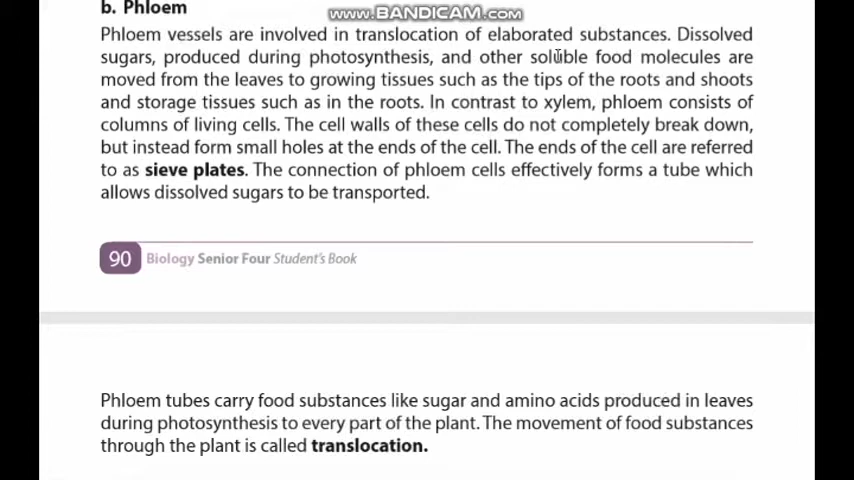 www.BANDICAM.com
b. Phloem
Phloem vessels are involved in translocation of elaborated substances. Dissolved
sugars, produced during photosynthesis, and other soluble food molecules are
moved from the leaves to growing tissues such as the tips of the roots and shoots
and storage tissues such as in the roots. In contrast to xylem, phloem consists of
columns of living cells. The cell walls of these cells do not completely break down,
but instead form small holes at the ends of the cell. The ends of the cell are referred
to as sieve plates. The connection of phloem cells effectively forms a tube which
allows dissolved sugars to be transported.
90 Biology Senior Four Student's Book
Phloem tubes carry food substances like sugar and amino acids produced in leaves
during photosynthesis to every part of the plant. The movement of food substances
through the plant is called translocation.